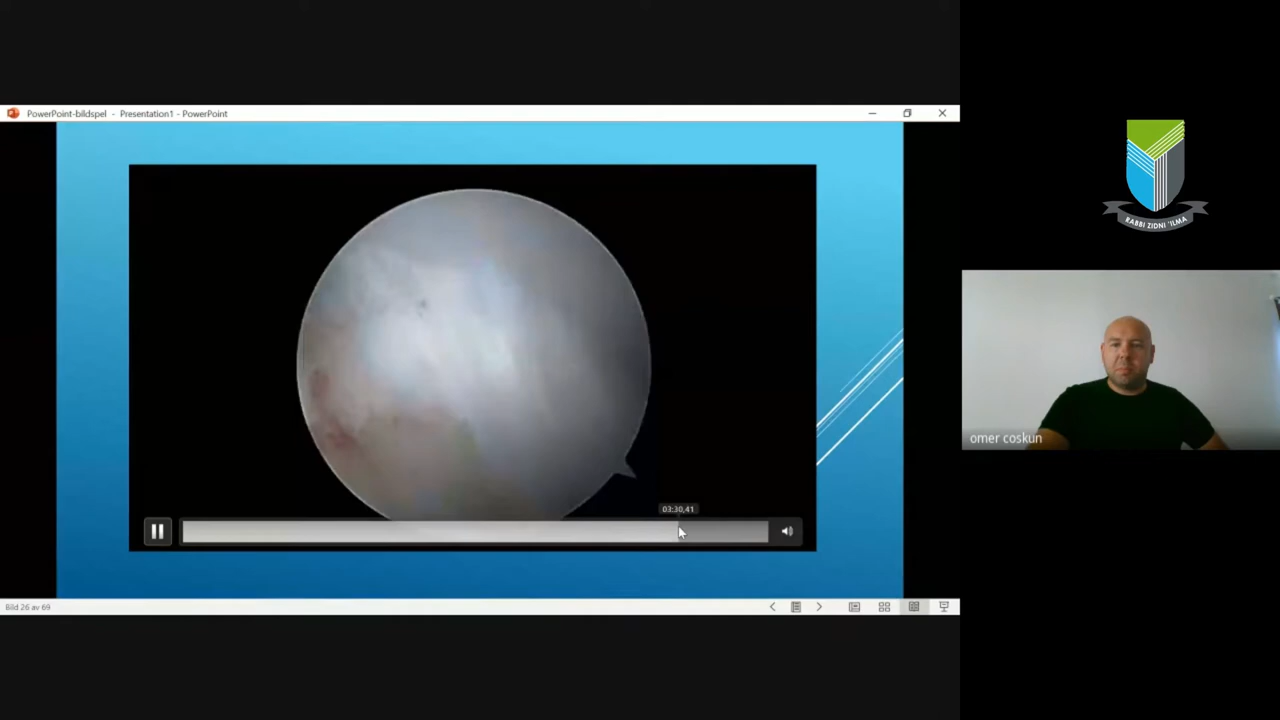 PowerPoint-bildspel - Presentation1 - PowerPoint
RABBI ZIDNI 'ILMA
omer coskun
03:30,41
Bild 26 av 69